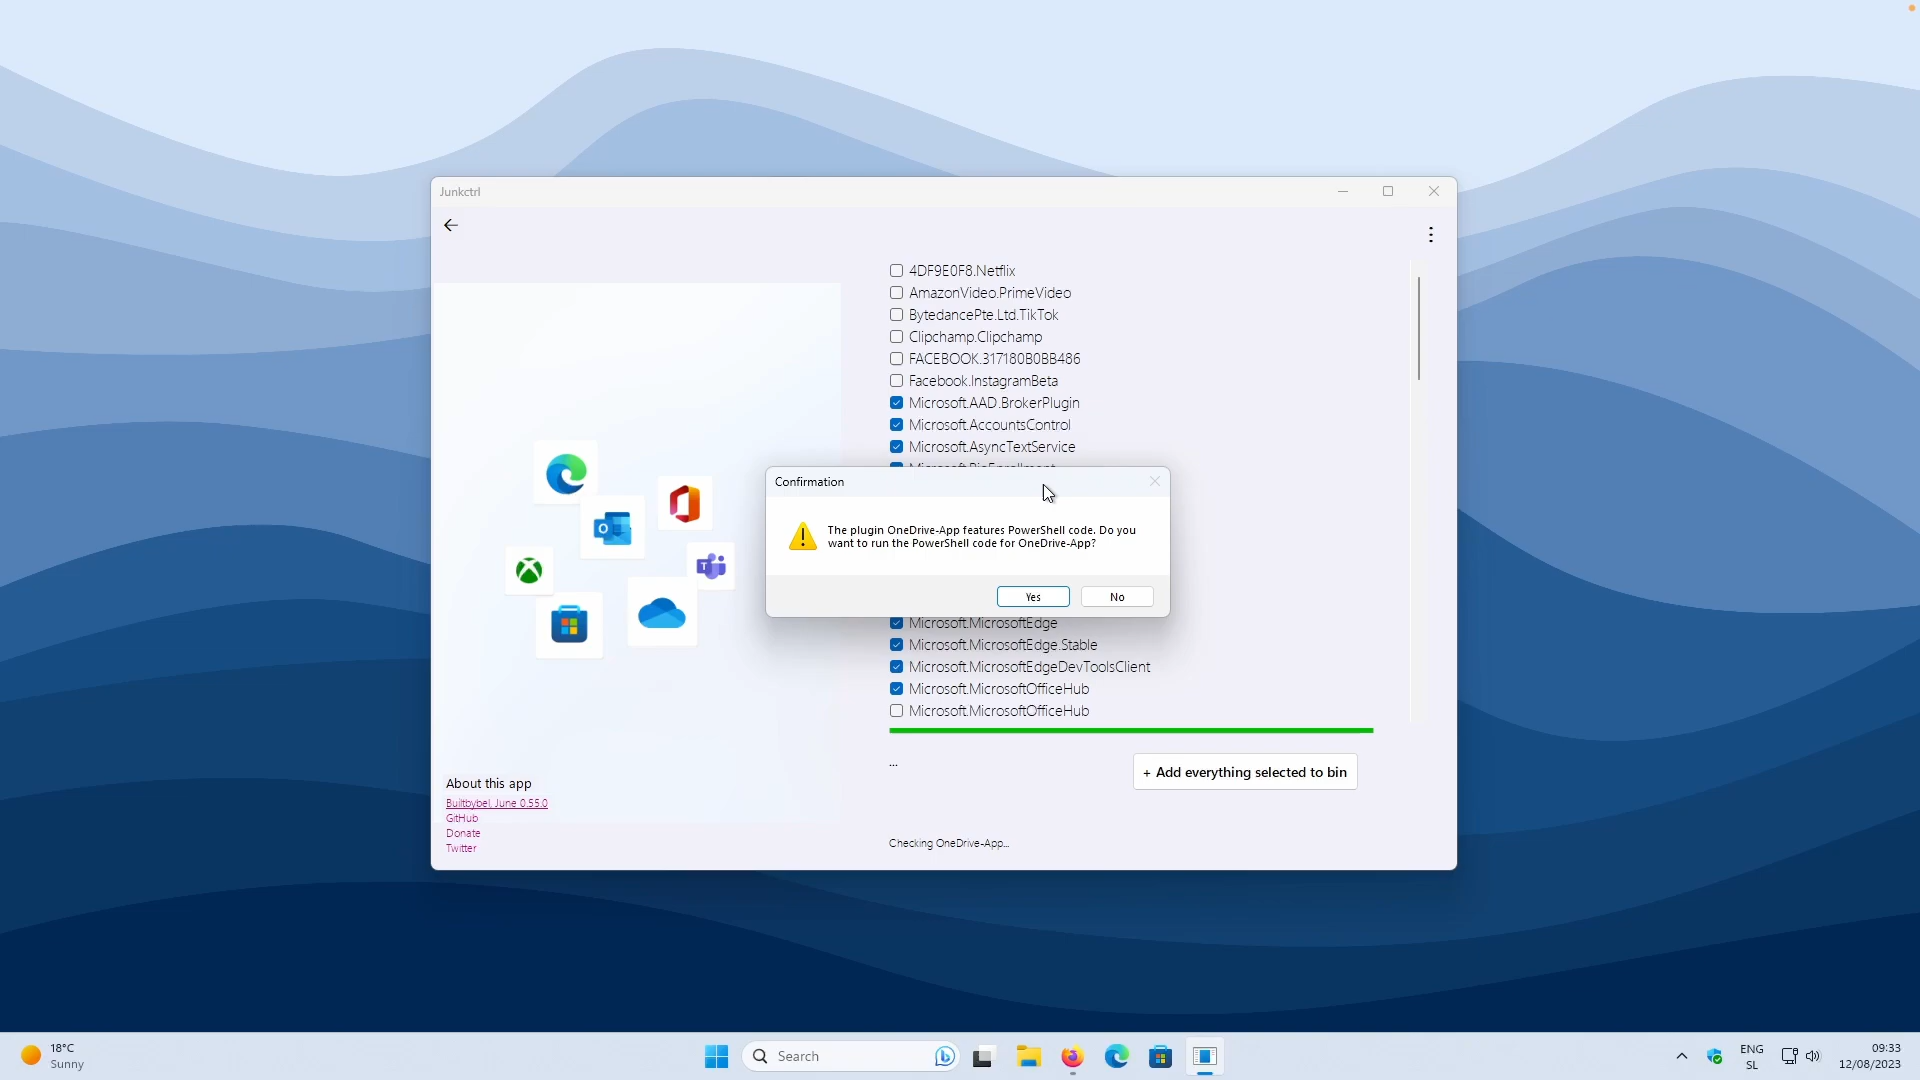 Junkctrl
4DF9E0F8.Netflix
AmazonVideo.PrimeVideo
BytedancePte.Ltd.TikTok
Clipchamp.Clipchamp
FACEBOOK.317180B0BB486
Facebook.InstagramBeta
Microsoft.AAD.BrokerPlugin
Microsoft.AccountsControl
Microsoft.AsyncTextService
Confirmation
The plugin OneDrive-App features PowerShell code. Do you
want to run the PowerShell code for OneDrive-App?
Yes
No
Microsoft.MicrosoftEdge
Microsoft.MicrosoftEdge.Stable
Microsoft.MicrosoftEdgeDevToolsClient
Microsoft.MicrosoftOfficeHub
Microsoft.MicrosoftOfficeHub
...
+ Add everything selected to bin
About this app
Builtbybel, June 0.55.0
GitHub
Donate
Twitter
Checking OneDrive-App...
18°C
Sunny
Search
ENG
SL
09:33
12/08/2023